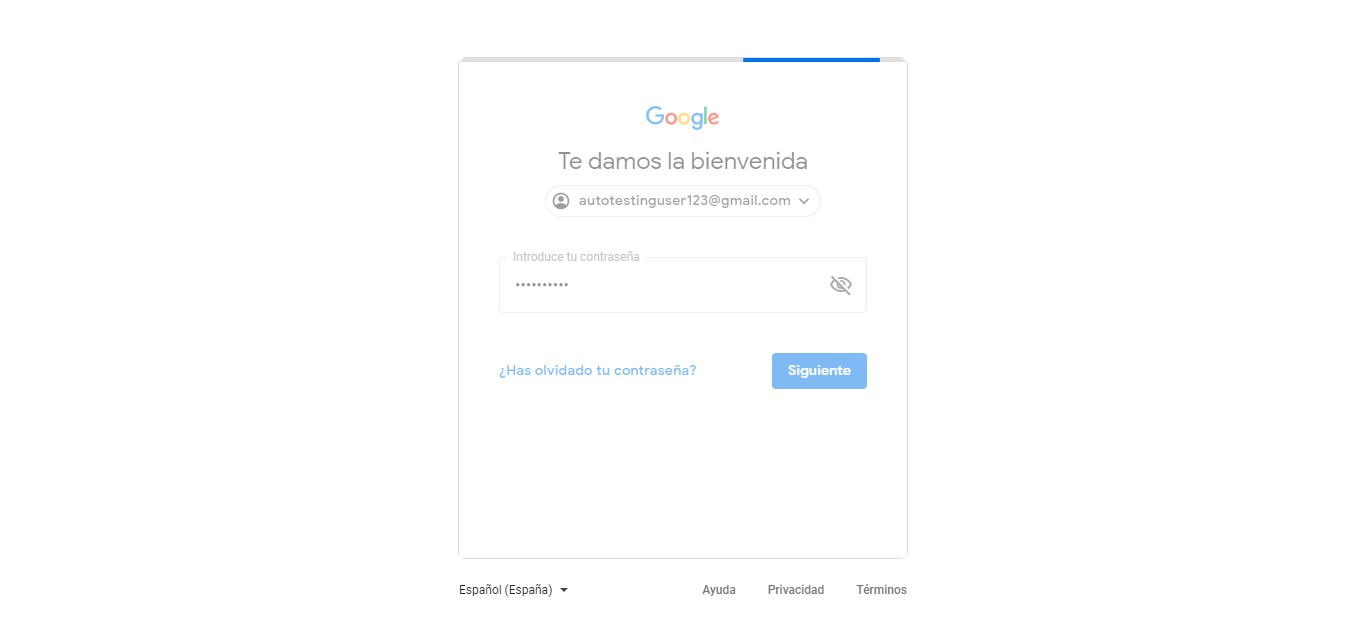 Google
Te damos la bienvenida
autotestinguser123@gmail.com
Introduce tu contraseña
••••••••••
¿Has olvidado tu contraseña?
Siguiente
Español (España)
Ayuda
Privacidad
Términos